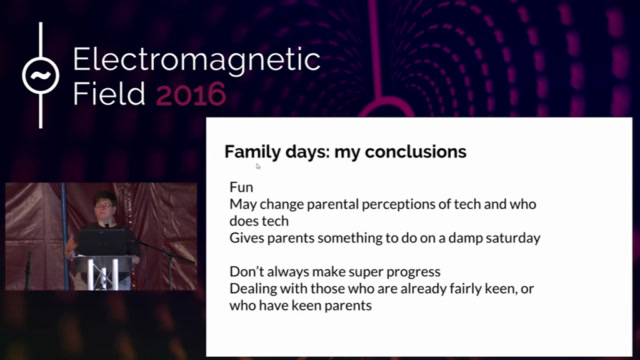 Electromagnetic
Field 2016
Family days: my conclusions
Fun
May change parental perceptions of tech and who
does tech
Gives parents something to do on a damp saturday
Don't always make super progress
Dealing with those who are already fairly keen, or
who have keen parents